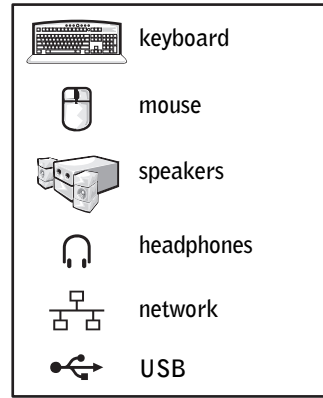 keyboard
mouse
speakers
headphones
network
USB